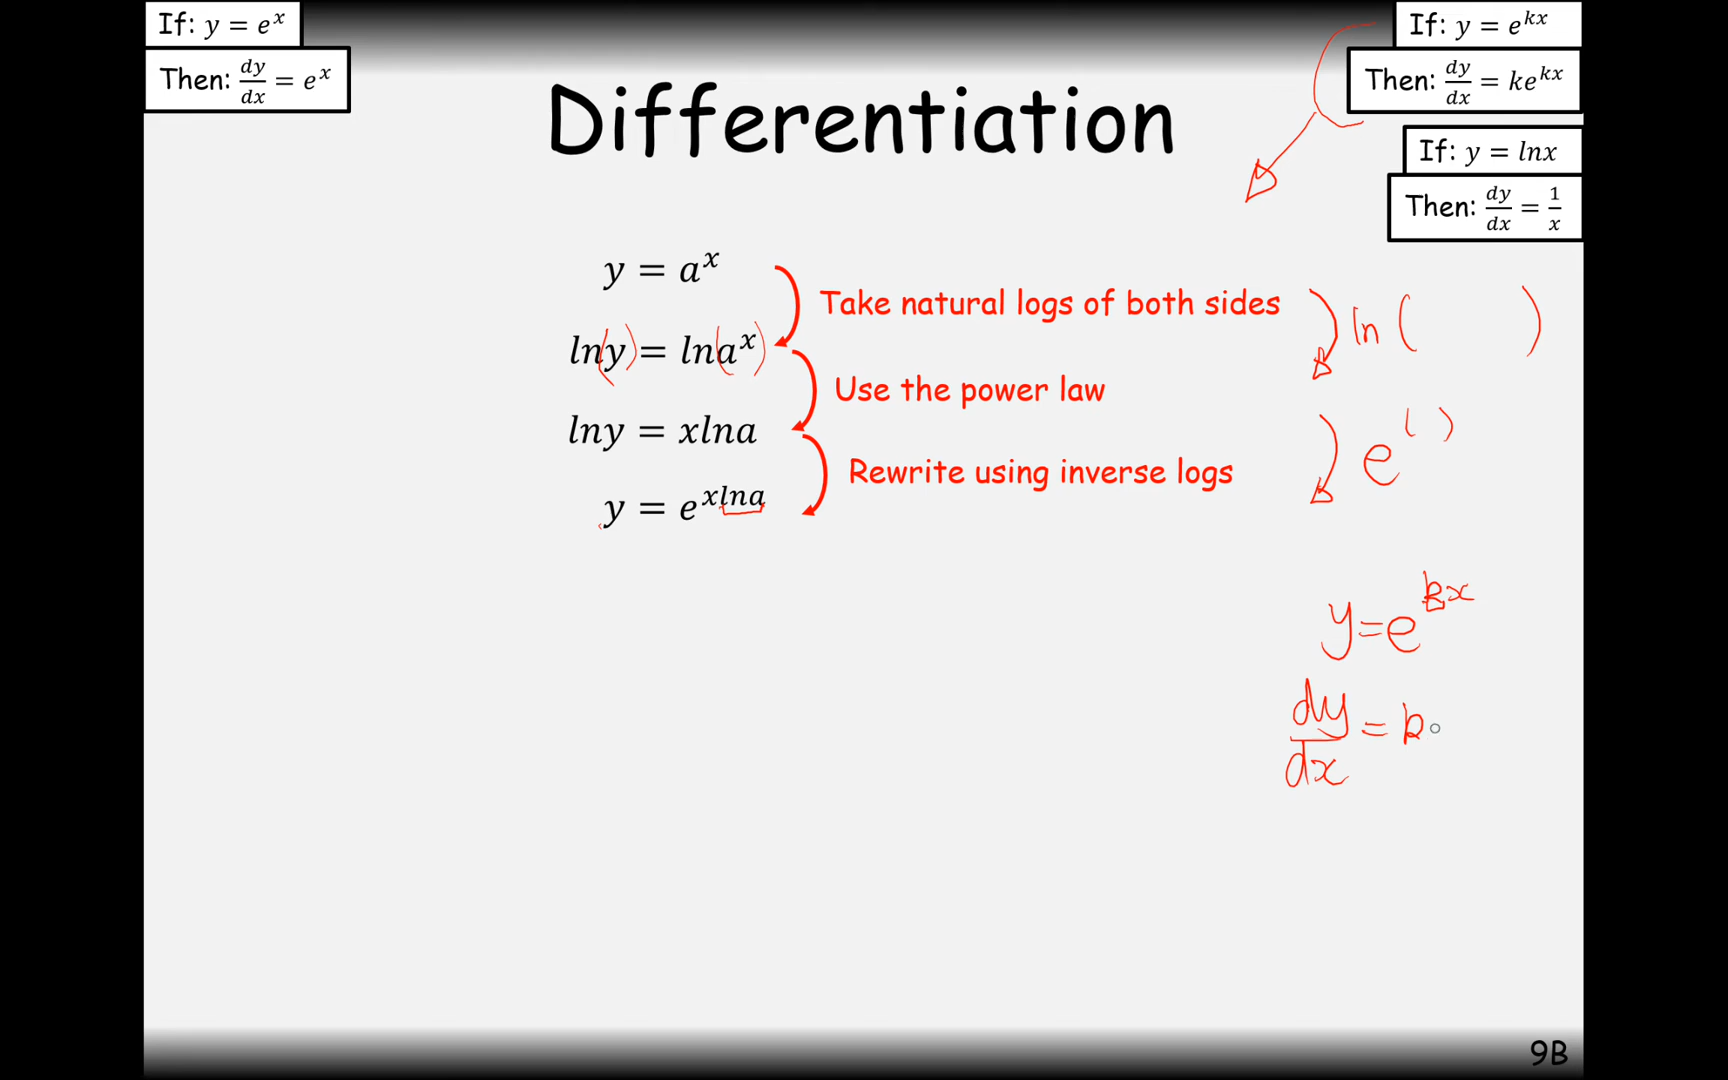 If: y = e^x
Then: dy/dx = e^x
If: y = e^{kx}
Then: dy/dx = ke^{kx}
If: y = lnx
Then: dy/dx = 1/x
Differentiation
y = a^x
Take natural logs of both sides
ln(y) = ln(a^x)
Use the power law
lny = xlna
Rewrite using inverse logs
y = e^{xlna}
ln( )
e^{( )}
y=e^{kx}
dy/dx = k
9B